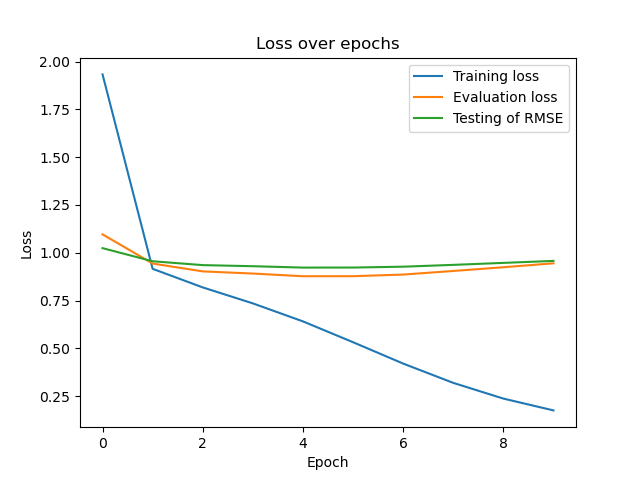 Loss over epochs
Training loss
Evaluation loss
Testing of RMSE
2.00
1.75
1.50
1.25
1.00
0.75
0.50
0.25
Loss
0 2 4 6 8
Epoch